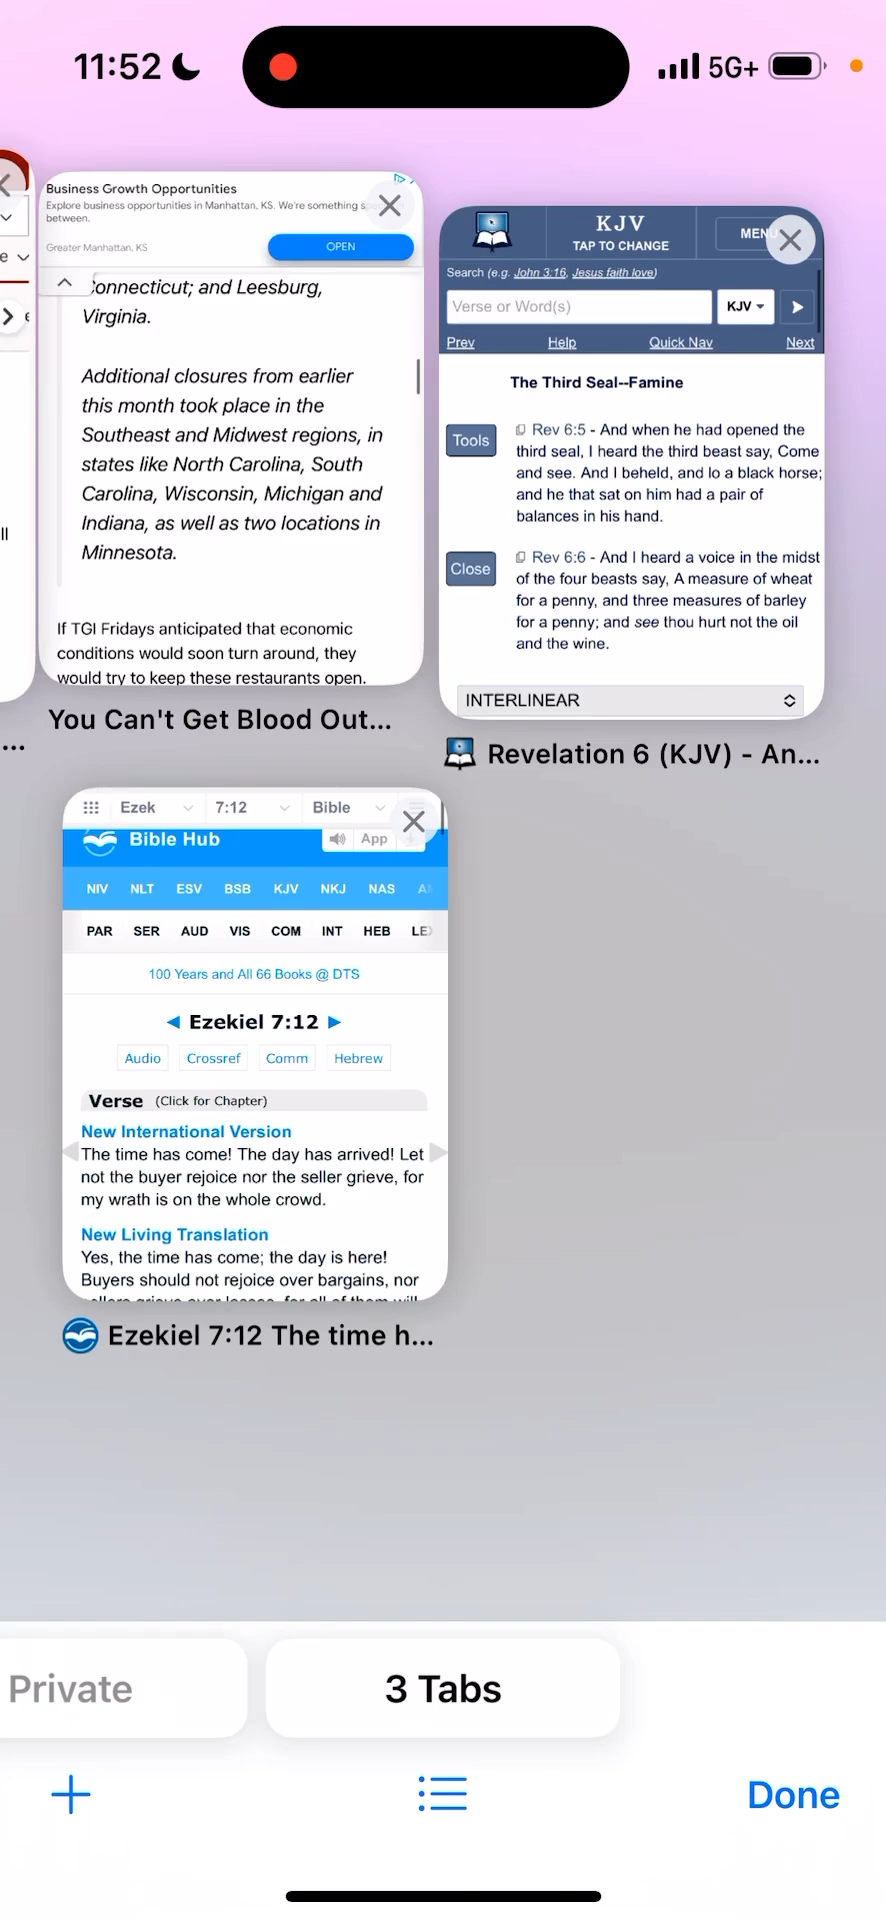 11:52
5G+
Business Growth Opportunities
Explore business opportunities in Manhattan, KS. We're something
between.
Greater Manhattan, KS
OPEN
Connecticut; and Leesburg,
Virginia.
Additional closures from earlier
this month took place in the
Southeast and Midwest regions, in
states like North Carolina, South
Carolina, Wisconsin, Michigan and
Indiana, as well as two locations in
Minnesota.
If TGI Fridays anticipated that economic
conditions would soon turn around, they
would try to keep these restaurants open.
You Can't Get Blood Out...
KJV
TAP TO CHANGE
MENU
Search (e.g. John 3:16, Jesus faith love)
Verse or Word(s)
KJV
Prev Help Quick Nav Next
The Third Seal--Famine
Tools
Rev 6:5 - And when he had opened the
third seal, I heard the third beast say, Come
and see. And I beheld, and lo a black horse;
and he that sat on him had a pair of
balances in his hand.
Close
Rev 6:6 - And I heard a voice in the midst
of the four beasts say, A measure of wheat
for a penny, and three measures of barley
for a penny; and see thou hurt not the oil
and the wine.
INTERLINEAR
Revelation 6 (KJV) - An...
...
Ezek 7:12 Bible
Bible Hub
App
NIV NLT ESV BSB KJV NKJ NAS
PAR SER AUD VIS COM INT HEB LEX
100 Years and All 66 Books @ DTS
Ezekiel 7:12
Audio Crossref Comm Hebrew
Verse (Click for Chapter)
New International Version
The time has come! The day has arrived! Let
not the buyer rejoice nor the seller grieve, for
my wrath is on the whole crowd.
New Living Translation
Yes, the time has come; the day is here!
Buyers should not rejoice over bargains, nor
sellers grieve over losses, for all of them will
Ezekiel 7:12 The time h...
Private
3 Tabs
Done